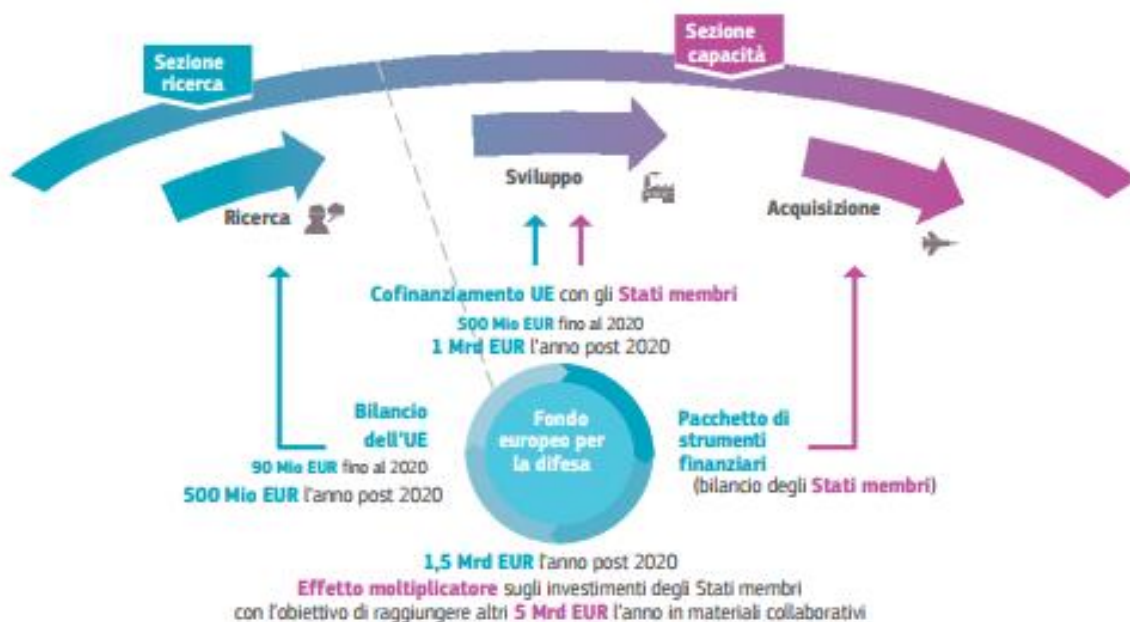 Sezione
ricerca
Sezione
capacità
Ricerca
Sviluppo
Acquisizione
Cofinanziamento UE con gli Stati membri
500 Mio EUR fino al 2020
1 Mrd EUR l'anno post 2020
Bilancio
dell'UE
90 Mio EUR fino al 2020
500 Mio EUR l'anno post 2020
Fondo
europeo per
la difesa
Pacchetto di
strumenti
finanziari
(bilancio degli Stati membri)
1,5 Mrd EUR l'anno post 2020
Effetto moltiplicatore sugli investimenti degli Stati membri
con l'obiettivo di raggiungere altri 5 Mrd EUR l'anno in materiali collaborativi